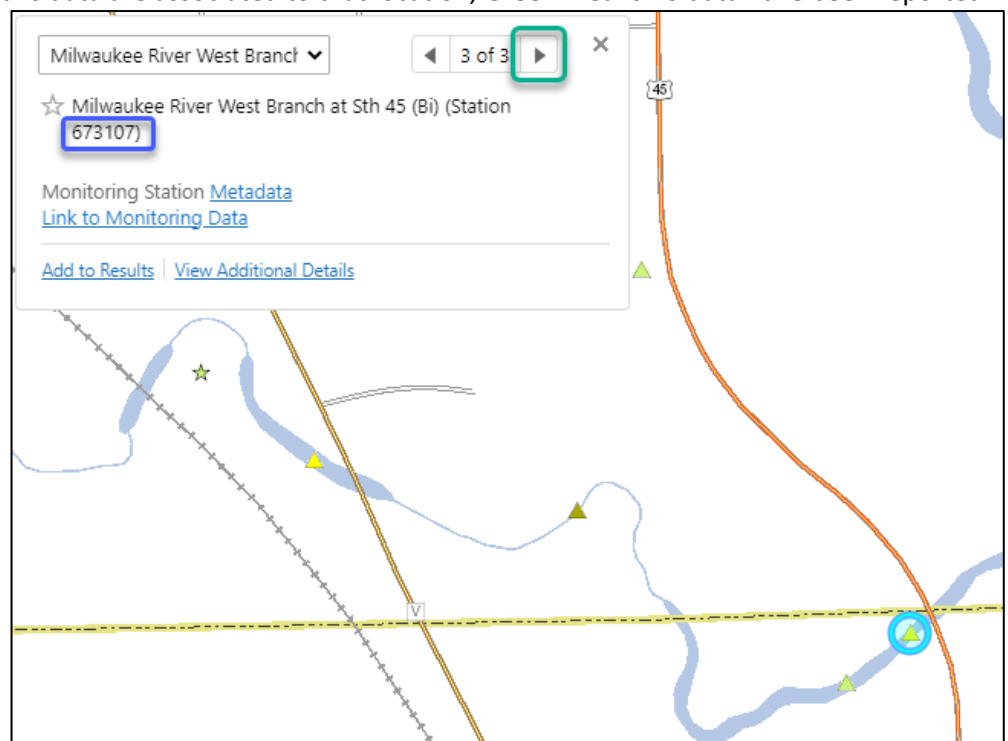 Milwaukee River West Branch
3 of 3
Milwaukee River West Branch at Sth 45 (Bi) (Station
673107)
Monitoring Station Metadata
Link to Monitoring Data
Add to Results View Additional Details
45
V